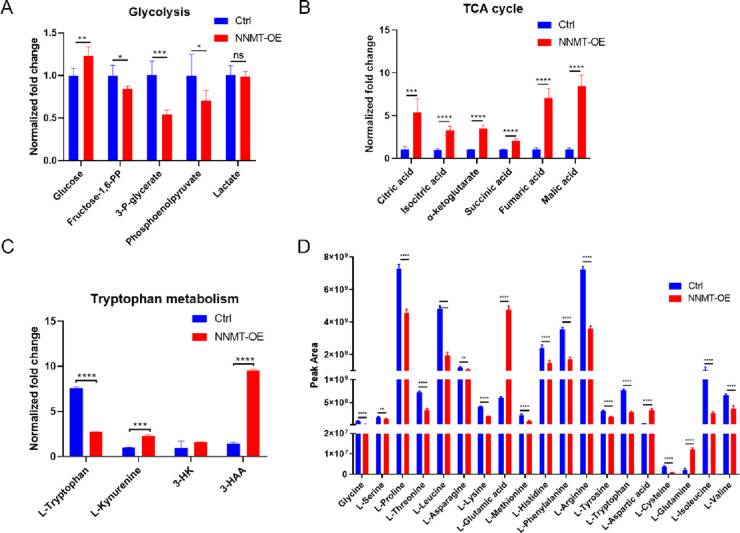 A
Glycolysis
Ctrl
NNMT-OE
Normalized fold change
1.5
1.0
0.5
0.0
**
*
***
*
ns
Glucose
Fructose-1,6-PP
3-P-glycerate
Phosphoenolpyruvate
Lactate
B
TCA cycle
Ctrl
NNMT-OE
Normalized fold change
15
10
5
0
***
****
****
****
****
****
Citric acid
Isocitric acid
α-ketoglutarate
Succinic acid
Fumaric acid
Malic acid
C
Tryptophan metabolism
Ctrl
NNMT-OE
Normalized fold change
15
10
5
0
****
***
****
L-Tryptophan
L-Kynurenine
3-HK
3-HAA
D
Ctrl
NNMT-OE
Peak Area
8×10⁹
6×10⁹
4×10⁹
2×10⁹
1×10⁹
5×10⁸
2×10⁷
1×10⁷
0
****
**
****
****
****
**
****
****
****
****
****
****
****
****
****
****
****
****
****
Glycine
L-Serine
L-Proline
L-Threonine
L-Leucine
L-Asparagine
L-Lysine
L-Glutamic acid
L-Methionine
L-Histidine
L-Phenylalanine
L-Arginine
L-Tyrosine
L-Tryptophan
L-Aspartic acid
L-Cysteine
L-Glutamine
L-Isoleucine
L-Valine